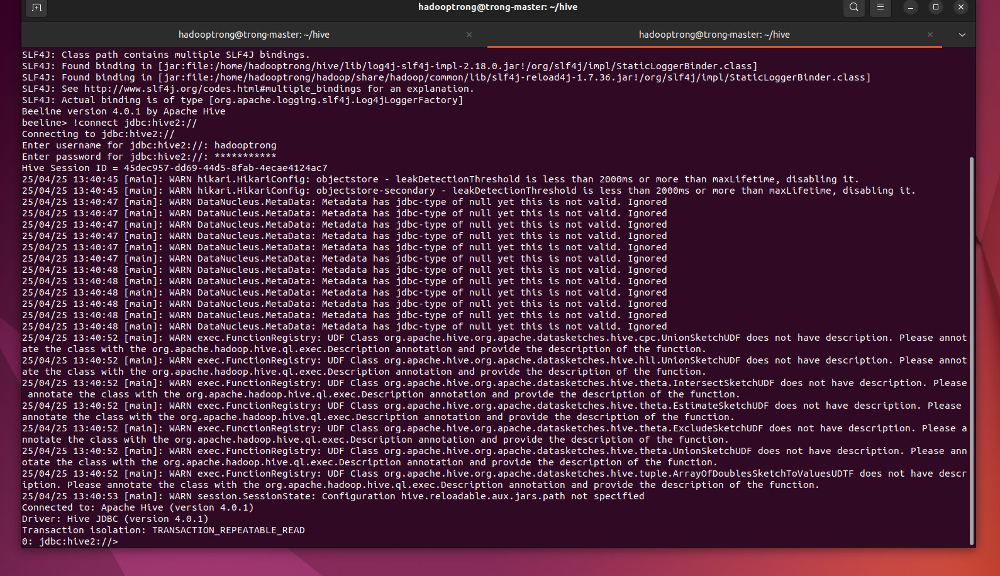 hadooptrong@trong-master: ~/hive
hadooptrong@trong-master: ~/hive
hadooptrong@trong-master: ~/hive
SLF4J: Class path contains multiple SLF4J bindings.
SLF4J: Found binding in [jar:file:/home/hadooptrong/hive/lib/log4j-slf4j-impl-2.18.0.jar!/org/slf4j/impl/StaticLoggerBinder.class]
SLF4J: Found binding in [jar:file:/home/hadooptrong/hadoop/share/hadoop/common/lib/slf4j-reload4j-1.7.36.jar!/org/slf4j/impl/StaticLoggerBinder.class]
SLF4J: See http://www.slf4j.org/codes.html#multiple_bindings for an explanation.
SLF4J: Actual binding is of type [org.apache.logging.slf4j.Log4jLoggerFactory]
Beeline version 4.0.1 by Apache Hive
beeline> !connect jdbc:hive2://
Connecting to jdbc:hive2://
Enter username for jdbc:hive2://: hadooptrong
Enter password for jdbc:hive2://: ***********
Hive Session ID = 45dec957-dd69-44d5-8fab-4ecae4124ac7
25/04/25 13:40:45 [main]: WARN hikari.HikariConfig: objectstore - leakDetectionThreshold is less than 2000ms or more than maxLifetime, disabling it.
25/04/25 13:40:45 [main]: WARN hikari.HikariConfig: objectstore-secondary - leakDetectionThreshold is less than 2000ms or more than maxLifetime, disabling it.
25/04/25 13:40:47 [main]: WARN DataNucleus.MetaData: Metadata has jdbc-type of null yet this is not valid. Ignored
25/04/25 13:40:47 [main]: WARN DataNucleus.MetaData: Metadata has jdbc-type of null yet this is not valid. Ignored
25/04/25 13:40:47 [main]: WARN DataNucleus.MetaData: Metadata has jdbc-type of null yet this is not valid. Ignored
25/04/25 13:40:47 [main]: WARN DataNucleus.MetaData: Metadata has jdbc-type of null yet this is not valid. Ignored
25/04/25 13:40:47 [main]: WARN DataNucleus.MetaData: Metadata has jdbc-type of null yet this is not valid. Ignored
25/04/25 13:40:47 [main]: WARN DataNucleus.MetaData: Metadata has jdbc-type of null yet this is not valid. Ignored
25/04/25 13:40:48 [main]: WARN DataNucleus.MetaData: Metadata has jdbc-type of null yet this is not valid. Ignored
25/04/25 13:40:48 [main]: WARN DataNucleus.MetaData: Metadata has jdbc-type of null yet this is not valid. Ignored
25/04/25 13:40:48 [main]: WARN DataNucleus.MetaData: Metadata has jdbc-type of null yet this is not valid. Ignored
25/04/25 13:40:48 [main]: WARN DataNucleus.MetaData: Metadata has jdbc-type of null yet this is not valid. Ignored
25/04/25 13:40:48 [main]: WARN DataNucleus.MetaData: Metadata has jdbc-type of null yet this is not valid. Ignored
25/04/25 13:40:48 [main]: WARN DataNucleus.MetaData: Metadata has jdbc-type of null yet this is not valid. Ignored
25/04/25 13:40:52 [main]: WARN exec.FunctionRegistry: UDF Class org.apache.hive.org.apache.datasketches.hive.cpc.UnionSketchUDF does not have description. Please annot
ate the class with the org.apache.hadoop.hive.ql.exec.Description annotation and provide the description of the function.
25/04/25 13:40:52 [main]: WARN exec.FunctionRegistry: UDF Class org.apache.hive.org.apache.datasketches.hive.hll.UnionSketchUDF does not have description. Please annot
ate the class with the org.apache.hadoop.hive.ql.exec.Description annotation and provide the description of the function.
25/04/25 13:40:52 [main]: WARN exec.FunctionRegistry: UDF Class org.apache.hive.org.apache.datasketches.hive.theta.IntersectSketchUDF does not have description. Please
 annotate the class with the org.apache.hadoop.hive.ql.exec.Description annotation and provide the description of the function.
25/04/25 13:40:52 [main]: WARN exec.FunctionRegistry: UDF Class org.apache.hive.org.apache.datasketches.hive.theta.EstimateSketchUDF does not have description. Please
annotate the class with the org.apache.hadoop.hive.ql.exec.Description annotation and provide the description of the function.
25/04/25 13:40:52 [main]: WARN exec.FunctionRegistry: UDF Class org.apache.hive.org.apache.datasketches.hive.theta.ExcludeSketchUDF does not have description. Please a
nnotate the class with the org.apache.hadoop.hive.ql.exec.Description annotation and provide the description of the function.
25/04/25 13:40:52 [main]: WARN exec.FunctionRegistry: UDF Class org.apache.hive.org.apache.datasketches.hive.theta.UnionSketchUDF does not have description. Please ann
otate the class with the org.apache.hadoop.hive.ql.exec.Description annotation and provide the description of the function.
25/04/25 13:40:52 [main]: WARN exec.FunctionRegistry: UDF Class org.apache.hive.org.apache.datasketches.hive.tuple.ArrayOfDoublesSketchToValuesUDTF does not have descr
iption. Please annotate the class with the org.apache.hadoop.hive.ql.exec.Description annotation and provide the description of the function.
25/04/25 13:40:53 [main]: WARN session.SessionState: Configuration hive.reloadable.aux.jars.path not specified
Connected to: Apache Hive (version 4.0.1)
Driver: Hive JDBC (version 4.0.1)
Transaction isolation: TRANSACTION_REPEATABLE_READ
0: jdbc:hive2://>